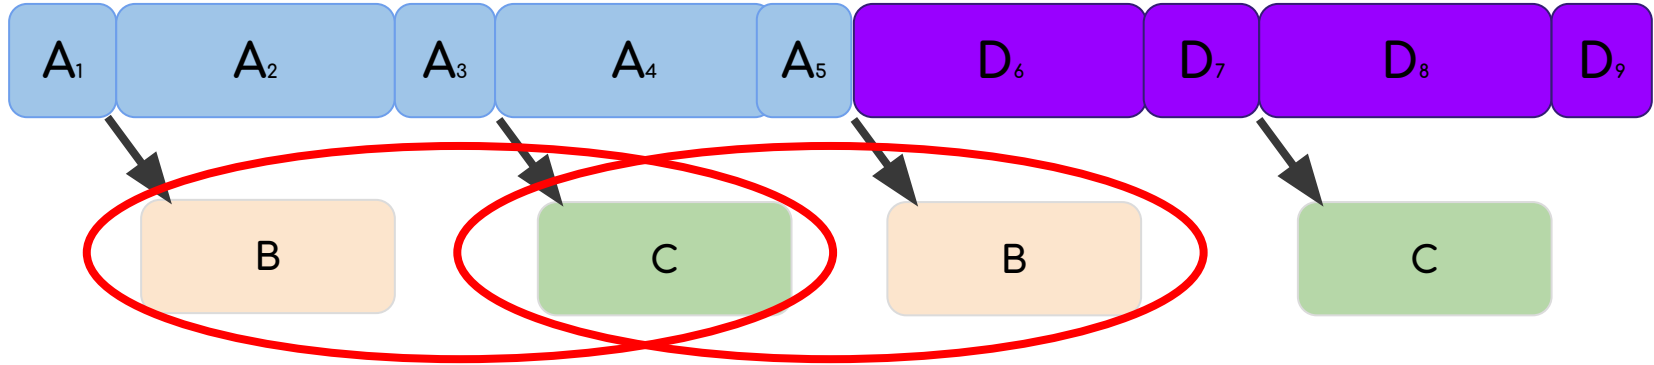 A₁ A₂ A₃ A₄ A₅ D₆ D₇ D₈ D₉
B C B C